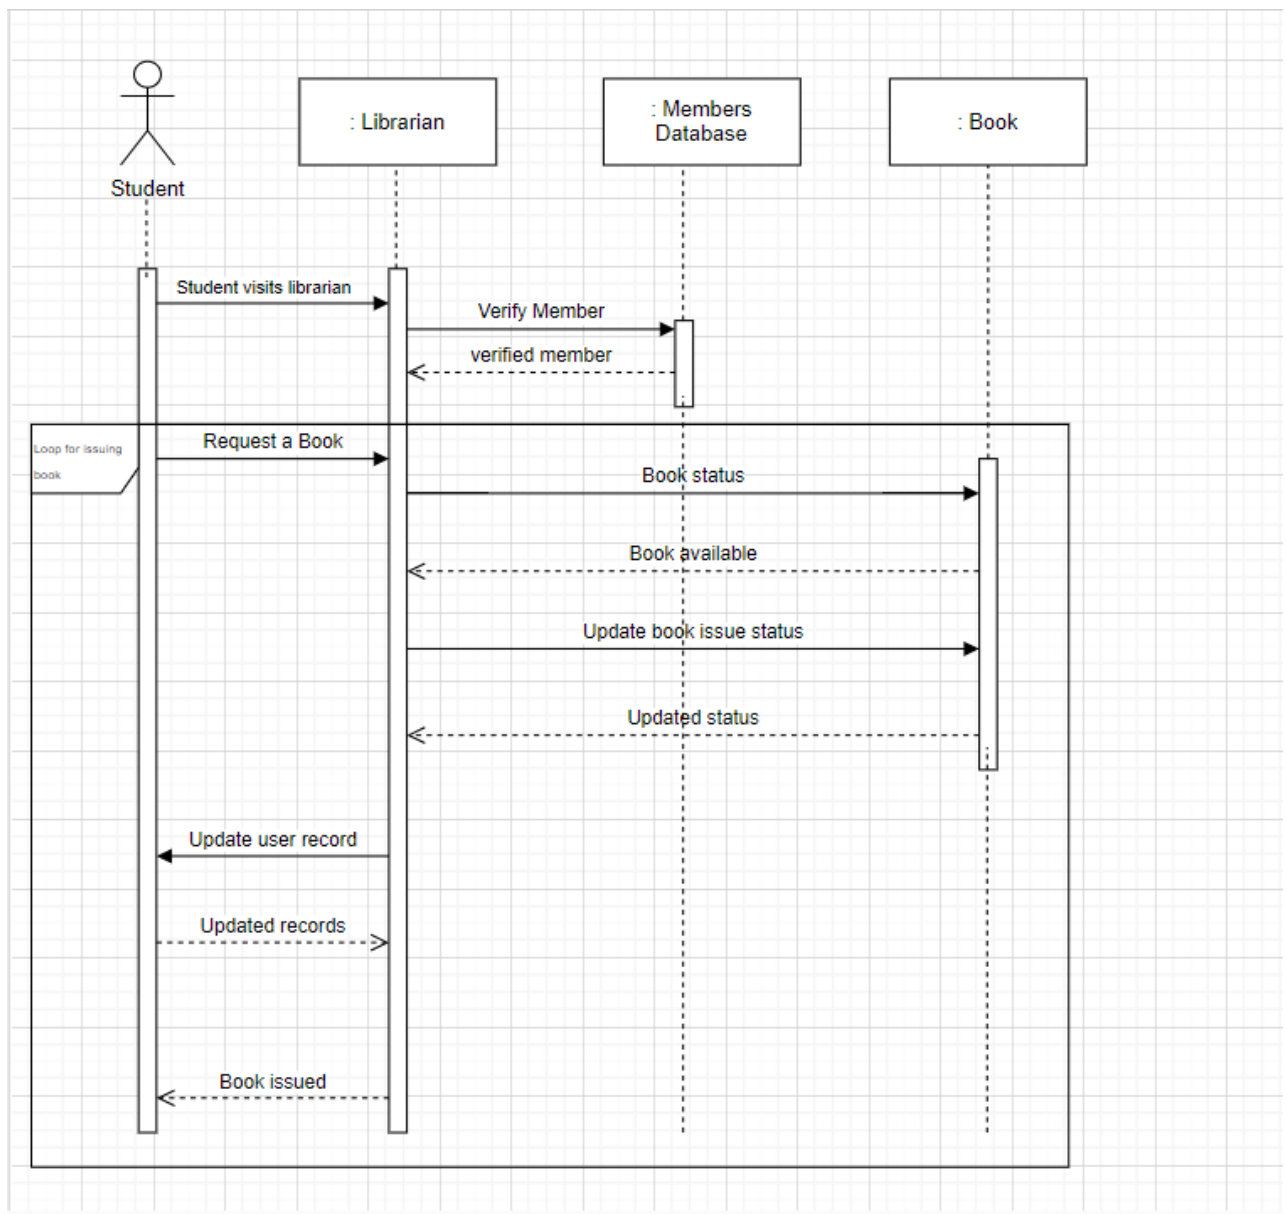 : Librarian
: Members
Database
: Book
Student
Student visits librarian
Verify Member
verified member
Loop for issuing
book
Request a Book
Book status
Book available
Update book issue status
Updated status
Update user record
Updated records
Book issued